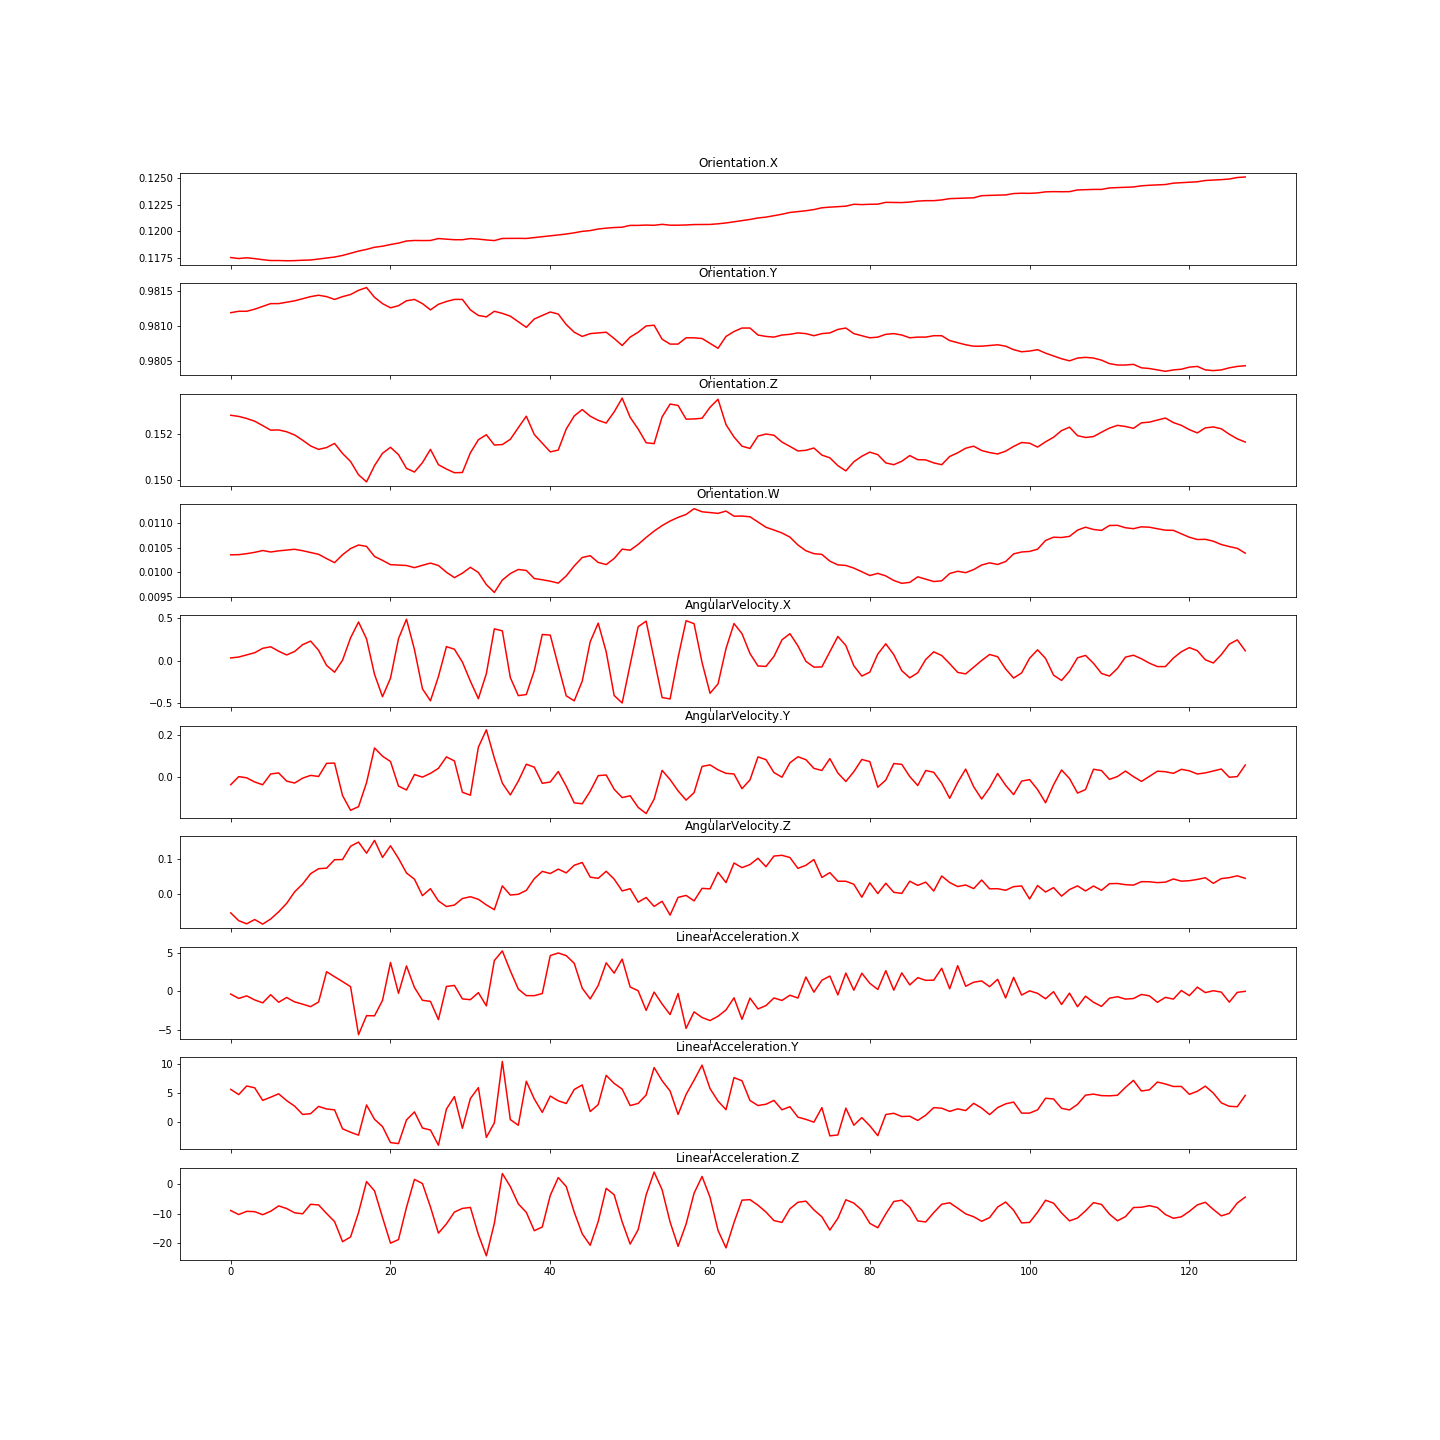 Orientation.X
0.1250
0.1225
0.1200
0.1175
Orientation.Y
0.9815
0.9810
0.9805
Orientation.Z
0.152
0.150
Orientation.W
0.0110
0.0105
0.0100
0.0095
AngularVelocity.X
0.5
0.0
−0.5
AngularVelocity.Y
0.2
0.0
AngularVelocity.Z
0.1
0.0
LinearAcceleration.X
5
0
−5
LinearAcceleration.Y
10
5
0
LinearAcceleration.Z
0
−10
−20
0 20 40 60 80 100 120